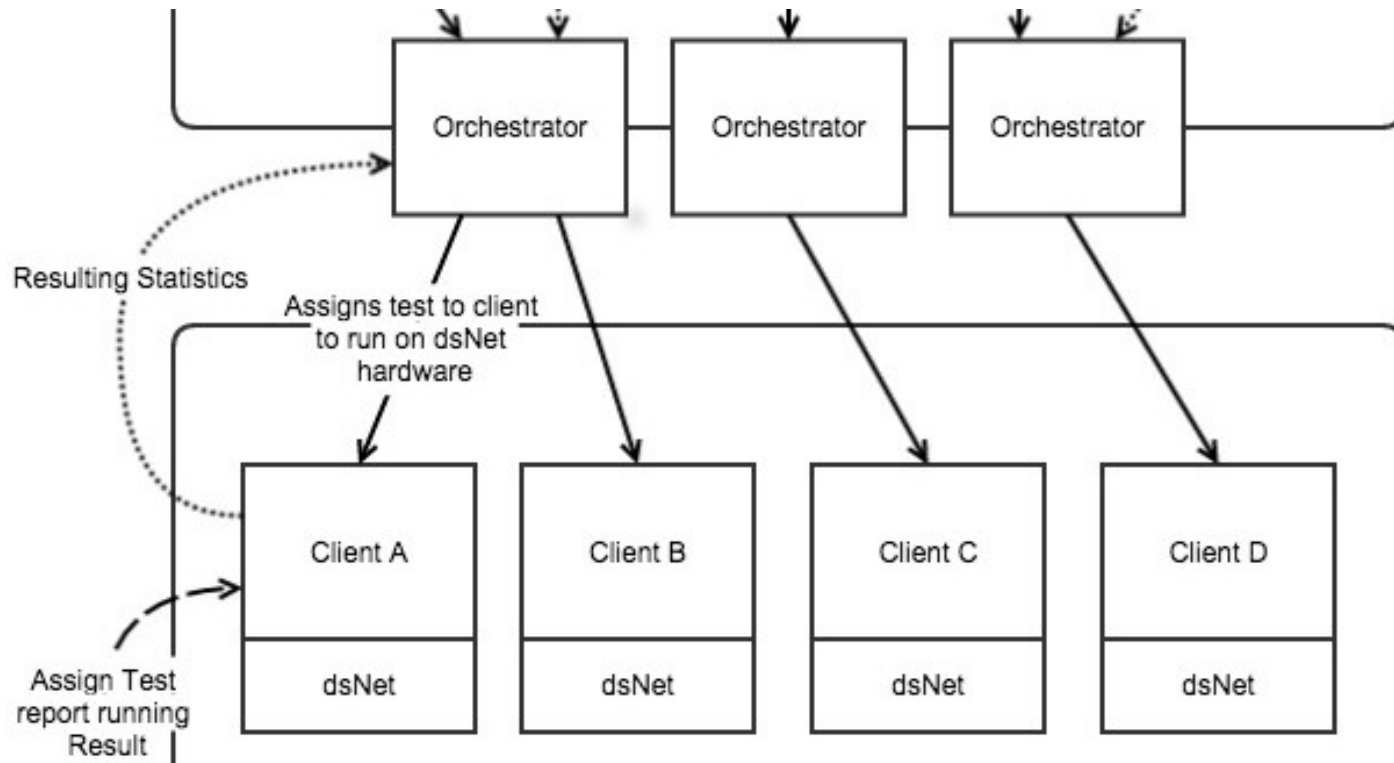 Orchestrator
Orchestrator
Orchestrator
Resulting Statistics
Assigns test to client
to run on dsNet
hardware
Client A
Client B
Client C
Client D
Assign Test
report running
Result
dsNet
dsNet
dsNet
dsNet